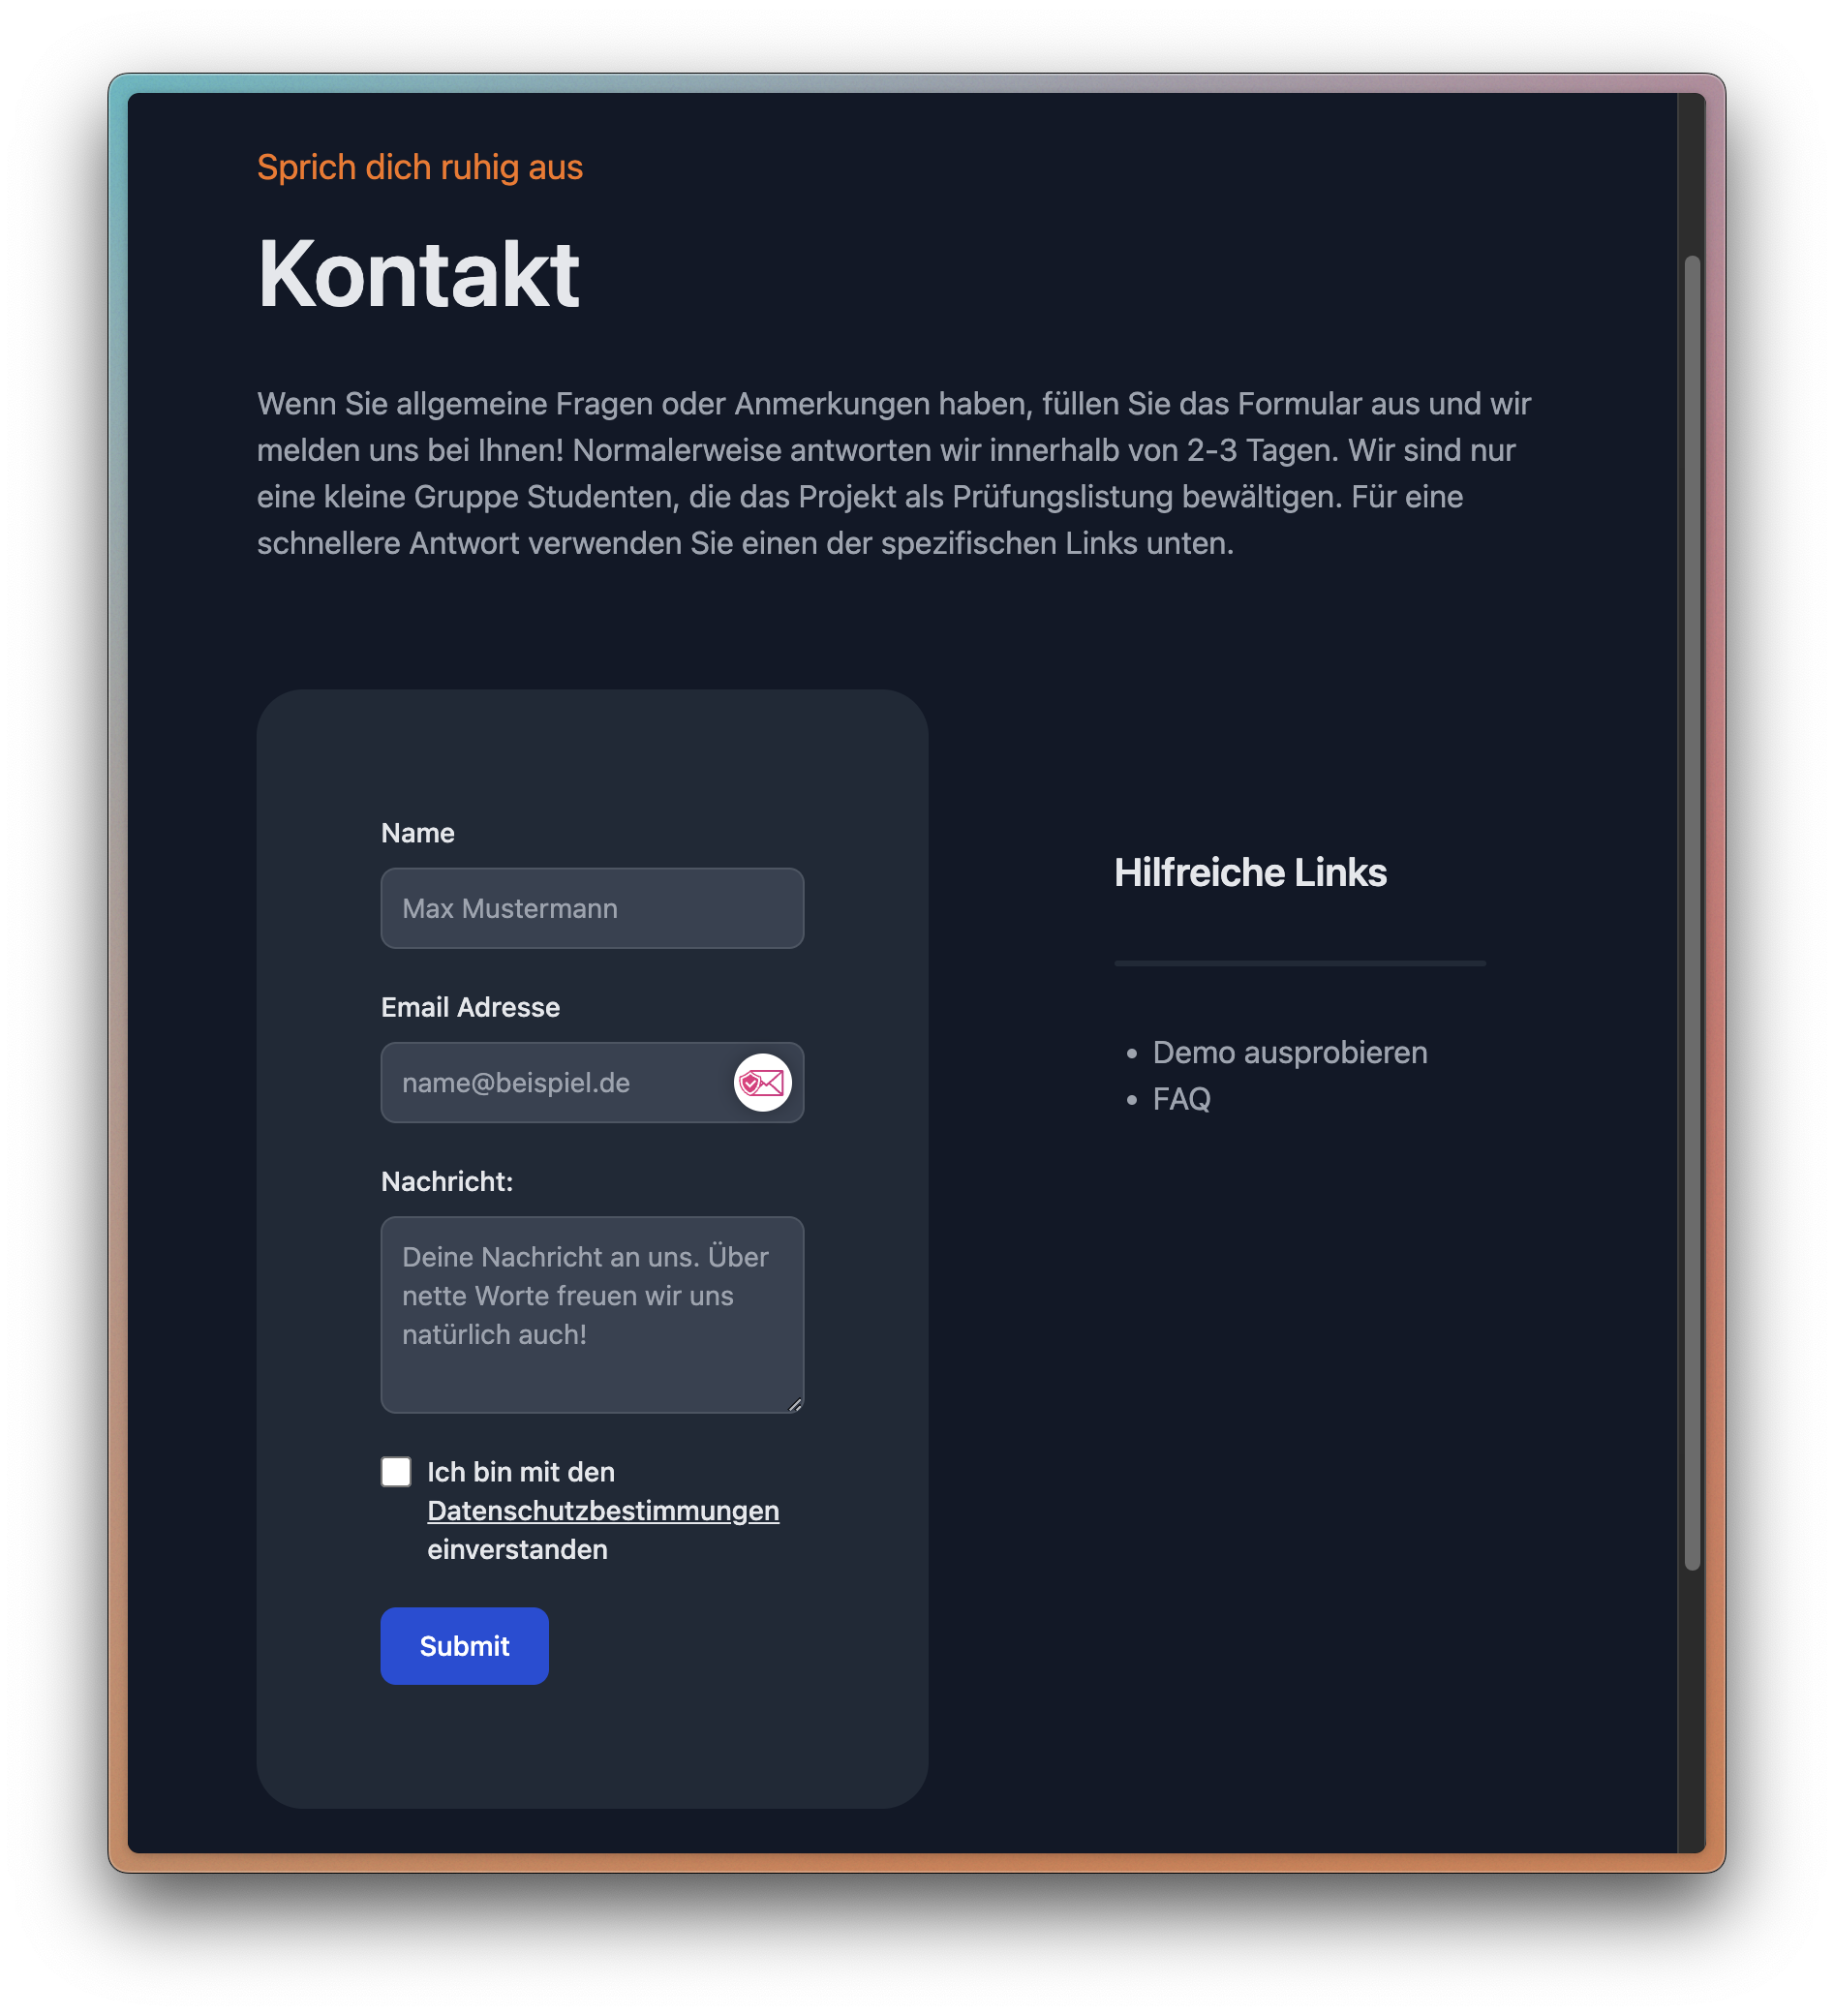 Sprich dich ruhig aus
Kontakt
Wenn Sie allgemeine Fragen oder Anmerkungen haben, füllen Sie das Formular aus und wir
melden uns bei Ihnen! Normalerweise antworten wir innerhalb von 2-3 Tagen. Wir sind nur
eine kleine Gruppe Studenten, die das Projekt als Prüfungslistung bewältigen. Für eine
schnellere Antwort verwenden Sie einen der spezifischen Links unten.
Name
Max Mustermann
Email Adresse
name@beispiel.de
Nachricht:
Deine Nachricht an uns. Über
nette Worte freuen wir uns
natürlich auch!
Ich bin mit den
Datenschutzbestimmungen
einverstanden
Submit
Hilfreiche Links
• Demo ausprobieren
• FAQ